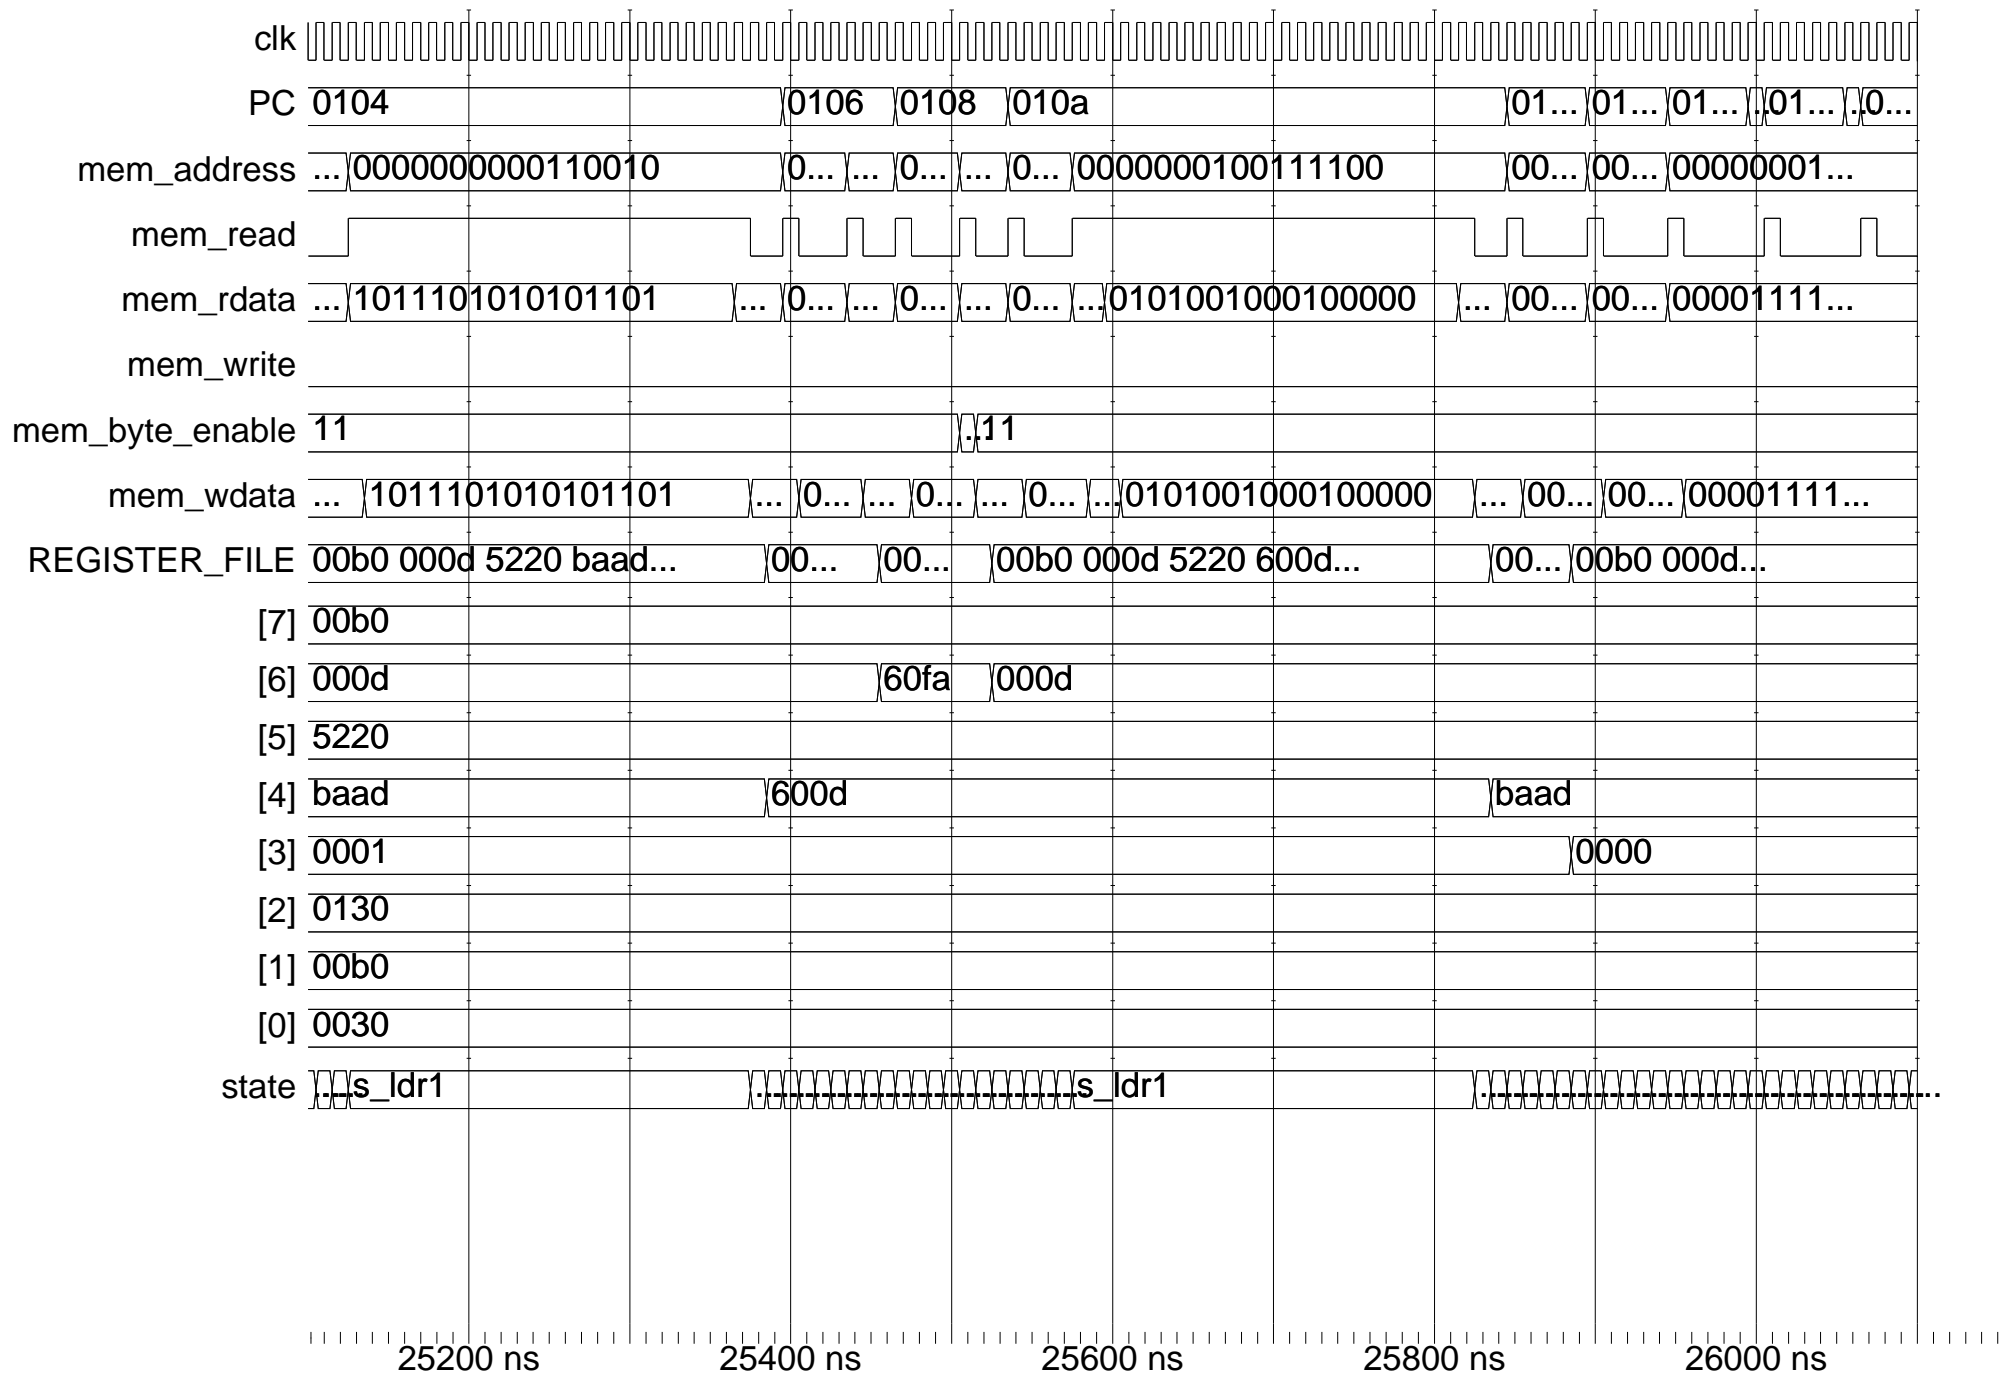 clk
PC 0104 0106 0108 010a 01... 01... 01... ... 01... ... 0...
mem_address ... 0000000000110010 0... ... 0... ... 0... 0000000100111100 00... 00... 00000001...
mem_read
mem_rdata ... 1011101010101101 ... 0... ... 0... ... 0... ... 0101001000100000 ... 00... 00... 00001111...
mem_write
mem_byte_enable 11 ... 11
mem_wdata ... 1011101010101101 ... 0... ... 0... ... 0... ... 0101001000100000 ... 00... 00... 00001111...
REGISTER_FILE 00b0 000d 5220 baad... 00... 00... 00b0 000d 5220 600d... 00... 00b0 000d...
[7] 00b0
[6] 000d 60fa 000d
[5] 5220
[4] baad 600d baad
[3] 0001 0000
[2] 0130
[1] 00b0
[0] 0030
state ... s_ldr1 ... s_ldr1 ...
25200 ns 25400 ns 25600 ns 25800 ns 26000 ns